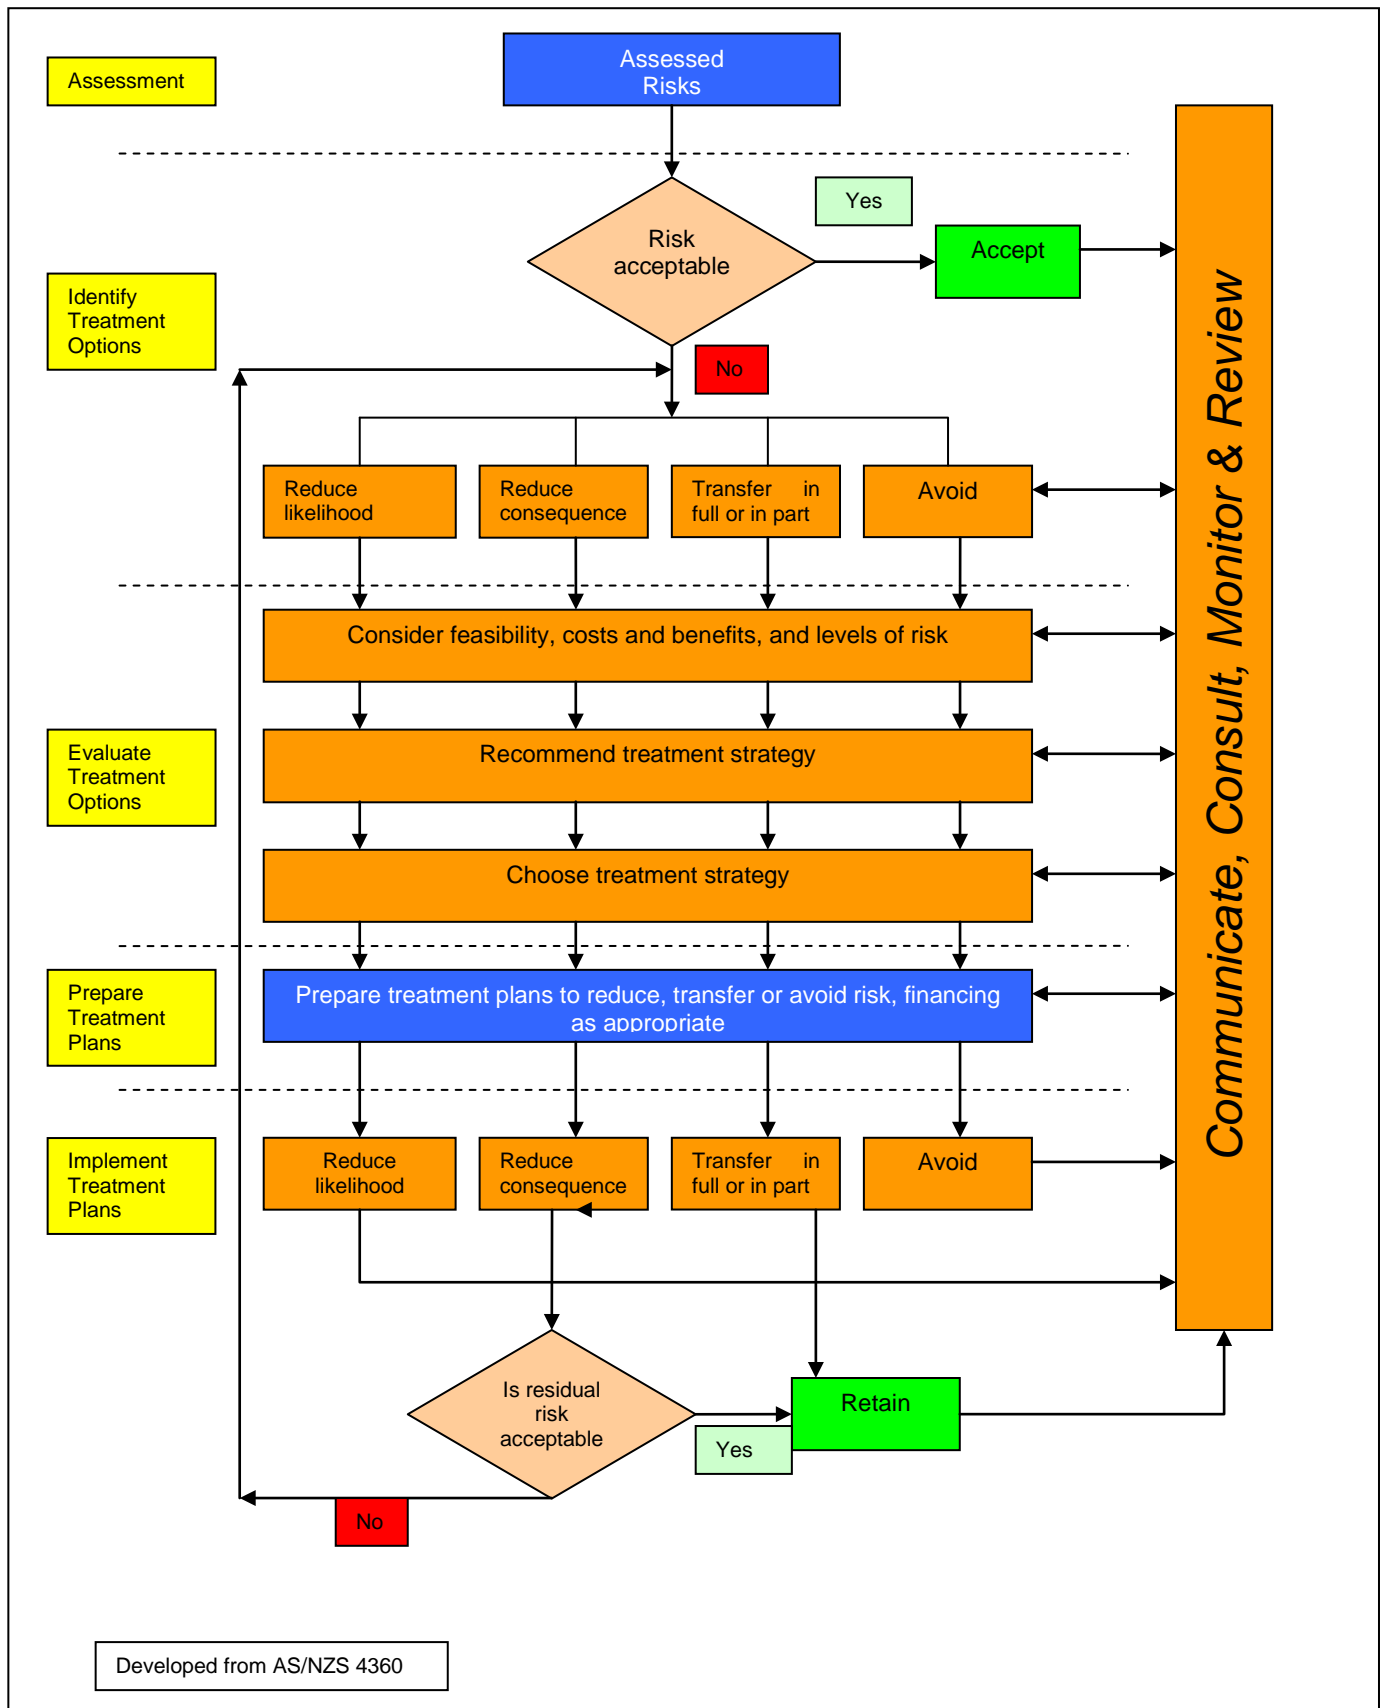 Assessment
Assessed
Risks
Yes
Risk
acceptable
Accept
Identify
Treatment
Options
No
Reduce
likelihood
Reduce
consequence
Transfer in
full or in part
Avoid
Consider feasibility, costs and benefits, and levels of risk
Evaluate
Treatment
Options
Recommend treatment strategy
Choose treatment strategy
Prepare
Treatment
Plans
Prepare treatment plans to reduce, transfer or avoid risk, financing
as appropriate
Implement
Treatment
Plans
Reduce
likelihood
Reduce
consequence
Transfer in
full or in part
Avoid
Is residual
risk
acceptable
Yes
Retain
No
Communicate, Consult, Monitor & Review
Developed from AS/NZS 4360